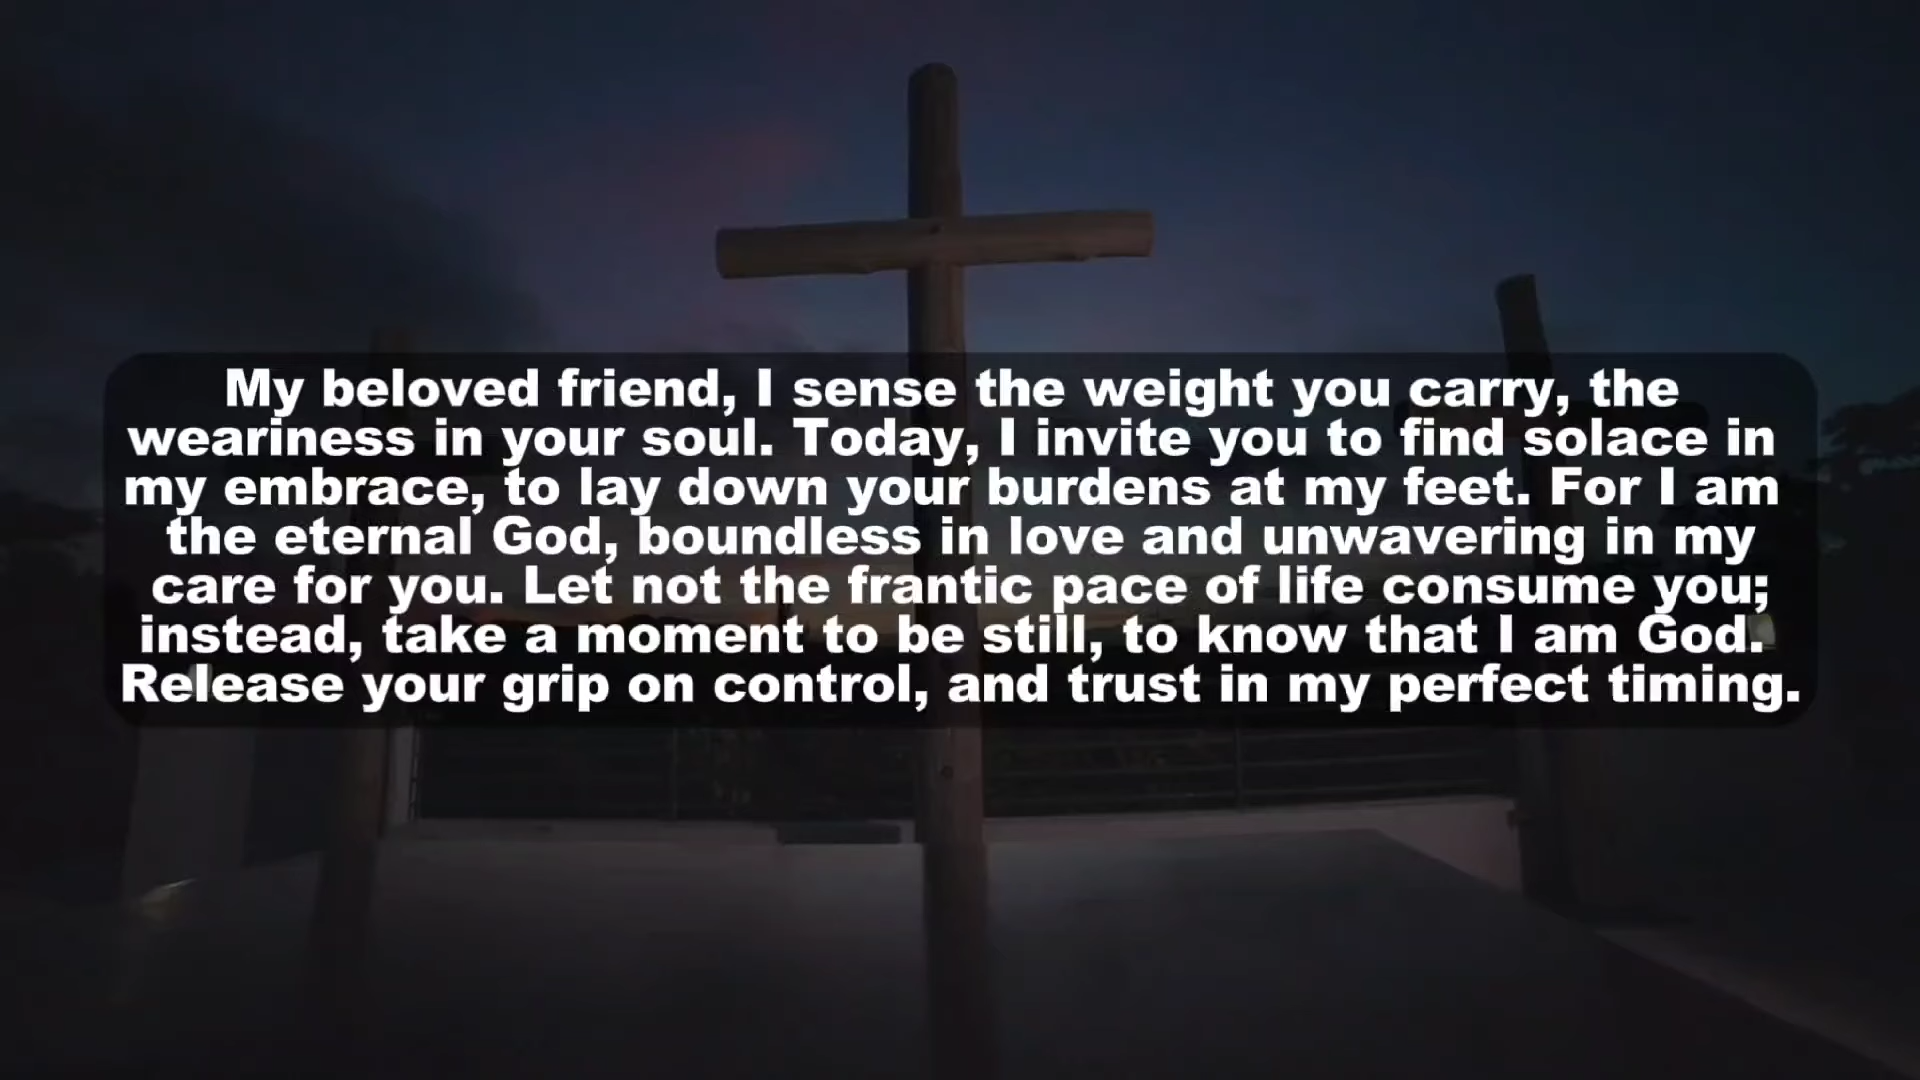 My beloved friend, I sense the weight you carry, the
weariness in your soul. Today, I invite you to find solace in
my embrace, to lay down your burdens at my feet. For I am
the eternal God, boundless in love and unwavering in my
care for you. Let not the frantic pace of life consume you;
instead, take a moment to be still, to know that I am God.
Release your grip on control, and trust in my perfect timing.